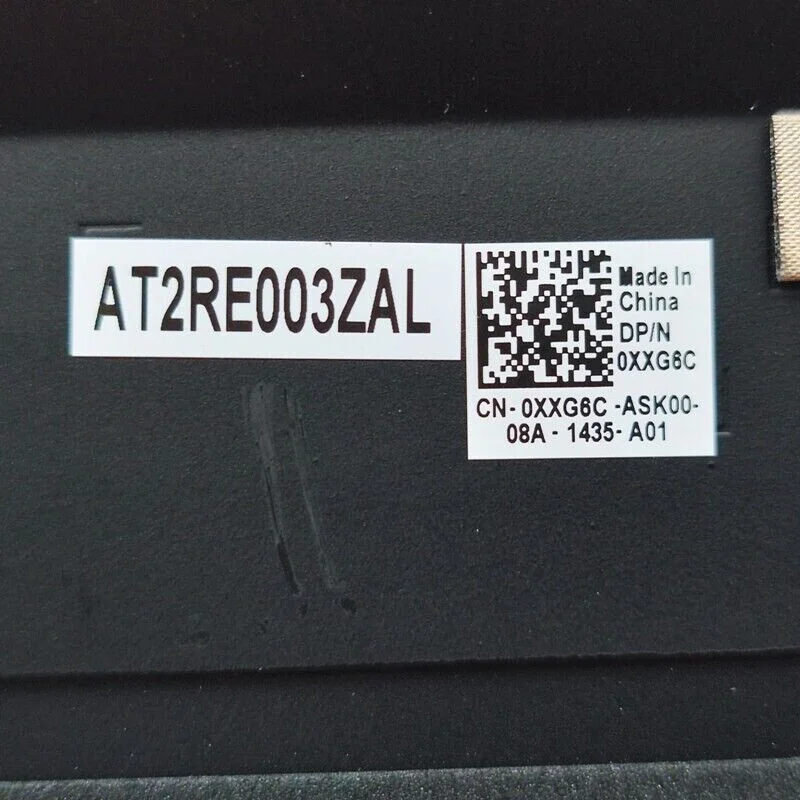 AT2RE003ZAL
Made In
China
DP/N
0XXG6C
CN- 0XXG6C -ASK00-
08A - 1435- A01